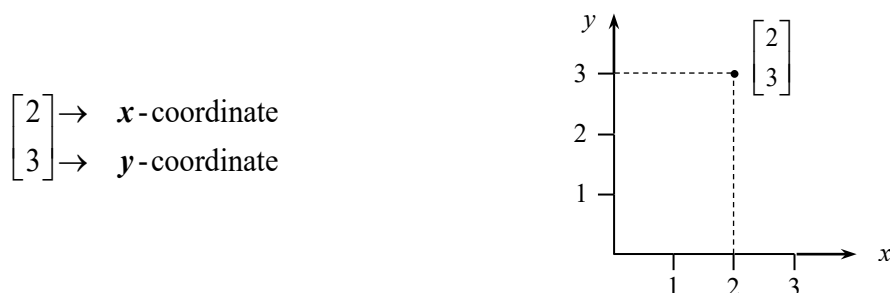 [2] → x-coordinate
[3] → y-coordinate
y
[2]
[3]
3
2
1
x
1 2 3